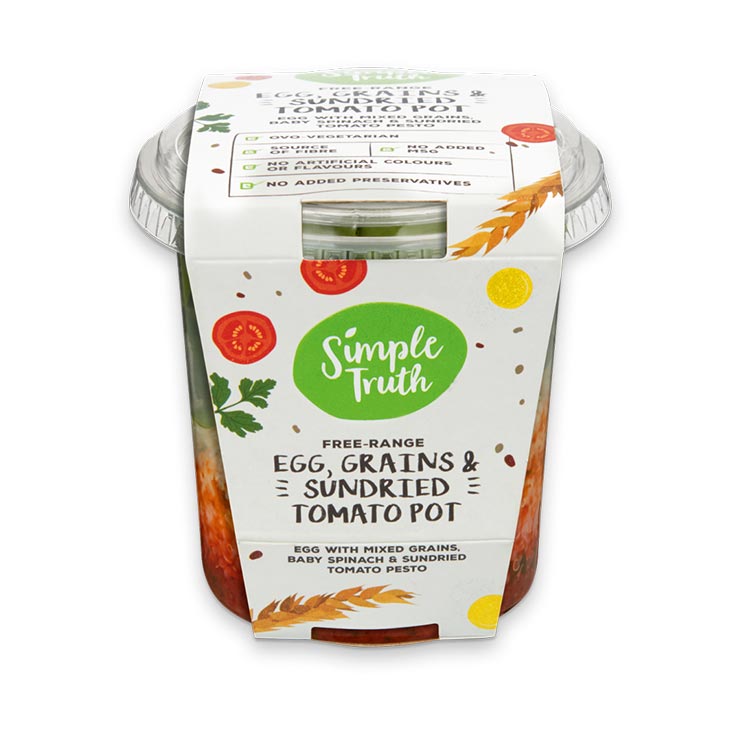 Simple
Truth
FREE-RANGE
EGG, GRAINS &
SUNDRIED
TOMATO POT
EGG WITH MIXED GRAINS,
BABY SPINACH & SUNDRIED
TOMATO PESTO
OVO-VEGETARIAN
SOURCE
OF FIBRE
NO ADDED
MSG
NO ARTIFICIAL COLOURS
OR FLAVOURS
NO ADDED PRESERVATIVES
Simple
Truth
FREE-RANGE
EGG, GRAINS &
SUNDRIED
TOMATO POT
EGG WITH MIXED GRAINS,
BABY SPINACH & SUNDRIED
TOMATO PESTO